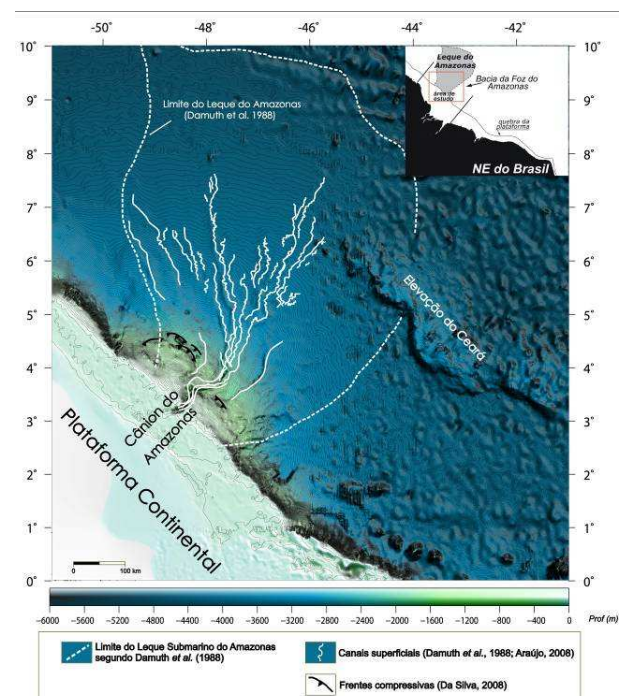 -50° -48° -46° -44° -42°
10° 10°
Leque do
Amazonas
Bacia da Foz do
Amazonas
área de
estudo
quebra da
plataforma
NE do Brasil
Limite do Leque do Amazonas
(Damuth et al. 1988)
9° 9°
8° 8°
7° 7°
6° 6°
Elevação do Ceará
5° 5°
4° 4°
Cânion do
Amazonas
3° 3°
Plataforma Continental
2° 2°
1° 1°
0 100 km
0° 0°
-6000 -5600 -4800 -4400 -4000 -3600 -3200 -2800 -2400 -2000 -1600 -1200 -800 -400 0 Prof (m)
Limite do Leque Submarino do Amazonas
segundo Damuth et al. (1988)
Canais superficiais (Damuth et al., 1988; Araújo, 2008)
Frentes compressivas (Da Silva, 2008)